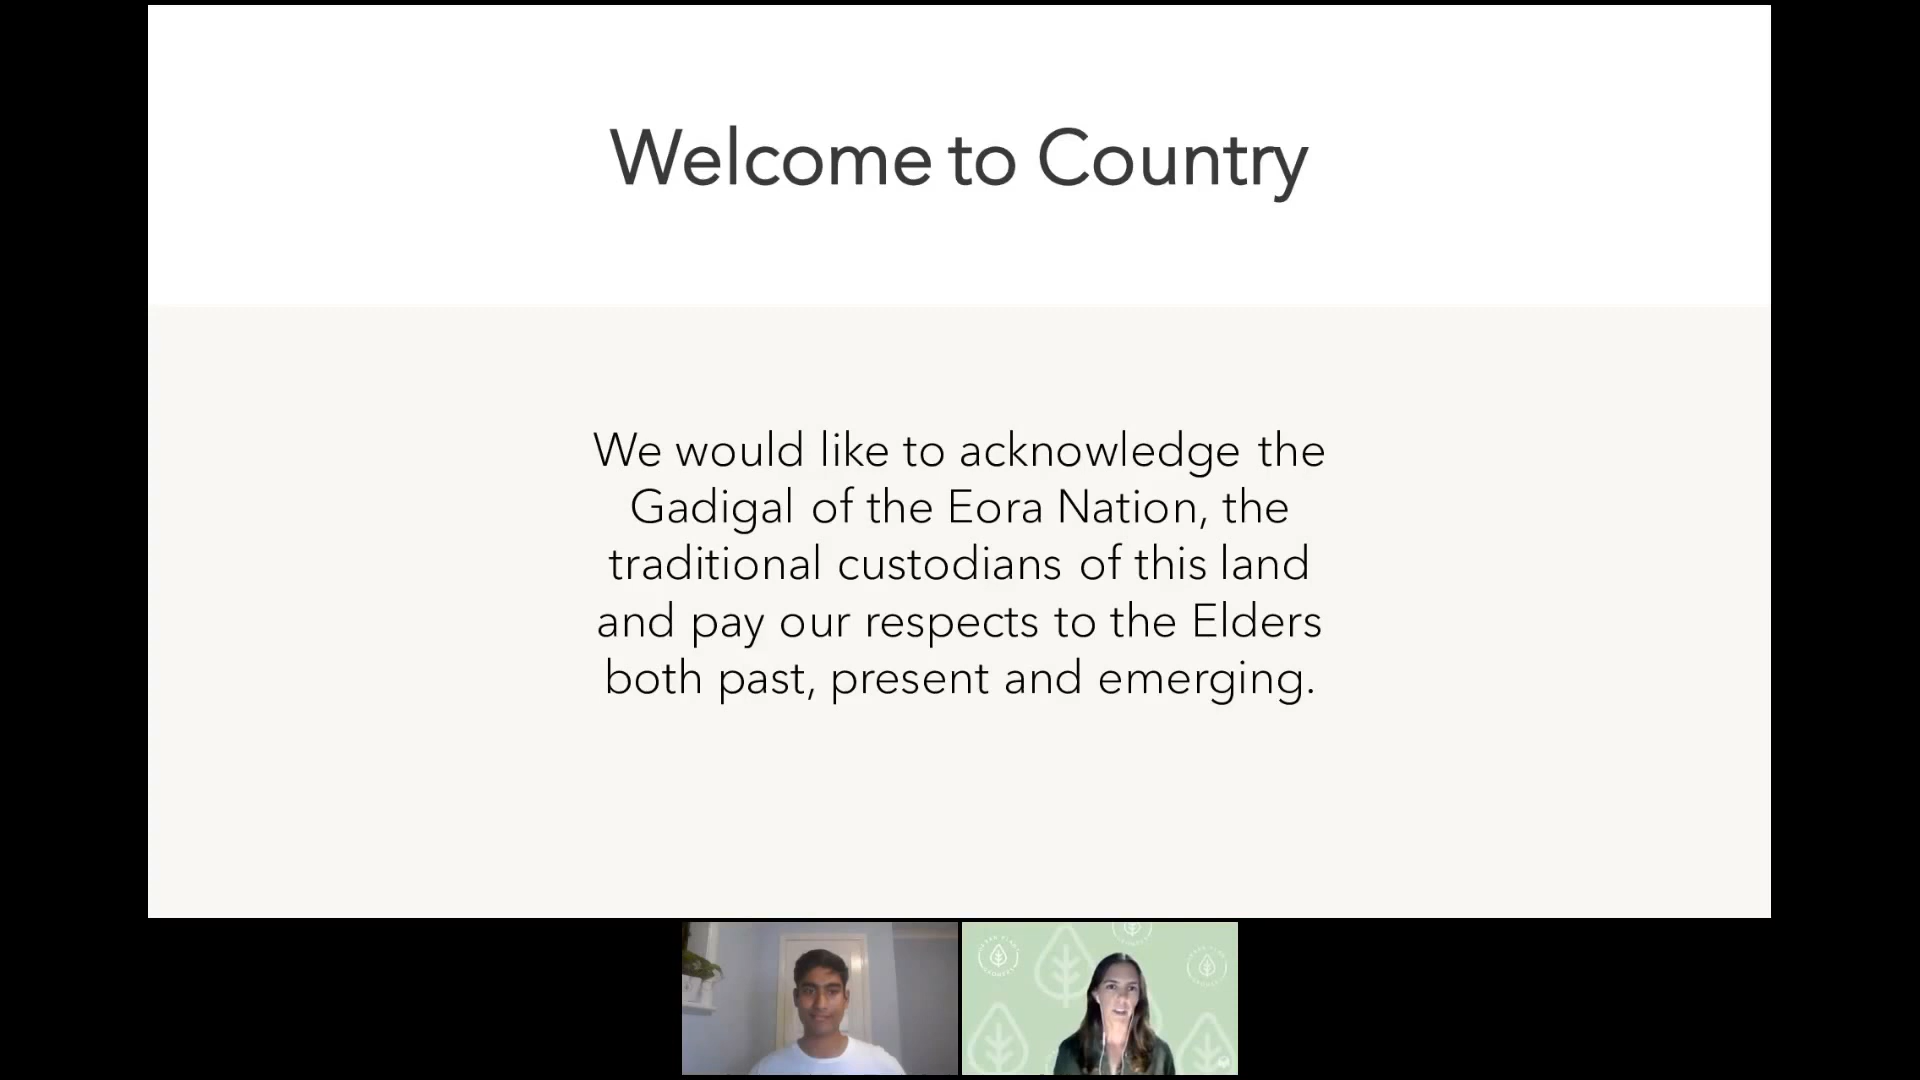 Welcome to Country
We would like to acknowledge the
Gadigal of the Eora Nation, the
traditional custodians of this land
and pay our respects to the Elders
both past, present and emerging.